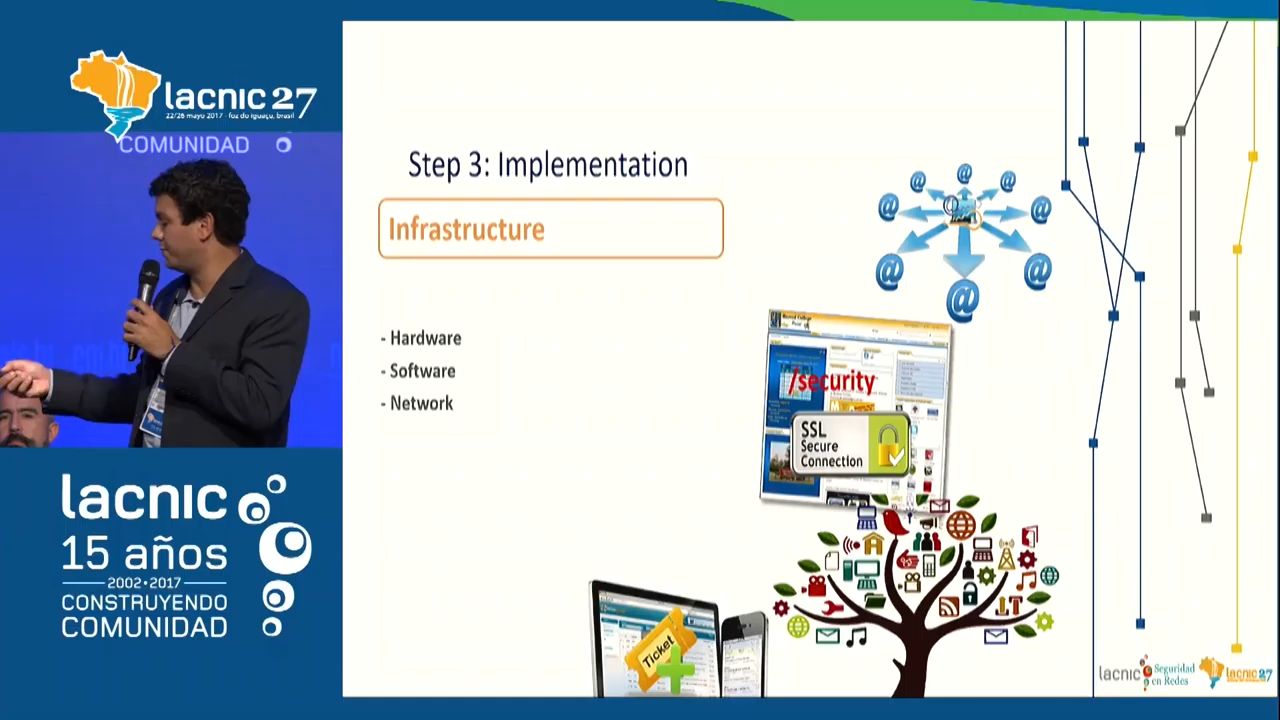 lacnic 27
22/26 mayo 2017 - foz do iguaçu, brasil
COMUNIDAD
lacnic
15 años
2002•2017
CONSTRUYENDO
COMUNIDAD
Step 3: Implementation
Infrastructure
- Hardware
- Software
- Network
@
@
@
@
@
@
@
@
/security
SSL
Secure
Connection
Ticket
lacnic
Seguridad
en Redes
lacnic 27